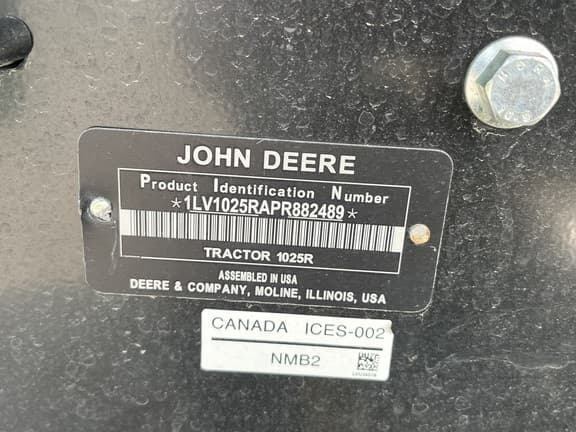 JOHN DEERE
Product Identification Number
*1LV1025RAPR882489*
TRACTOR 1025R
ASSEMBLED IN USA
DEERE & COMPANY, MOLINE, ILLINOIS, USA
CANADA ICES-002
NMB2